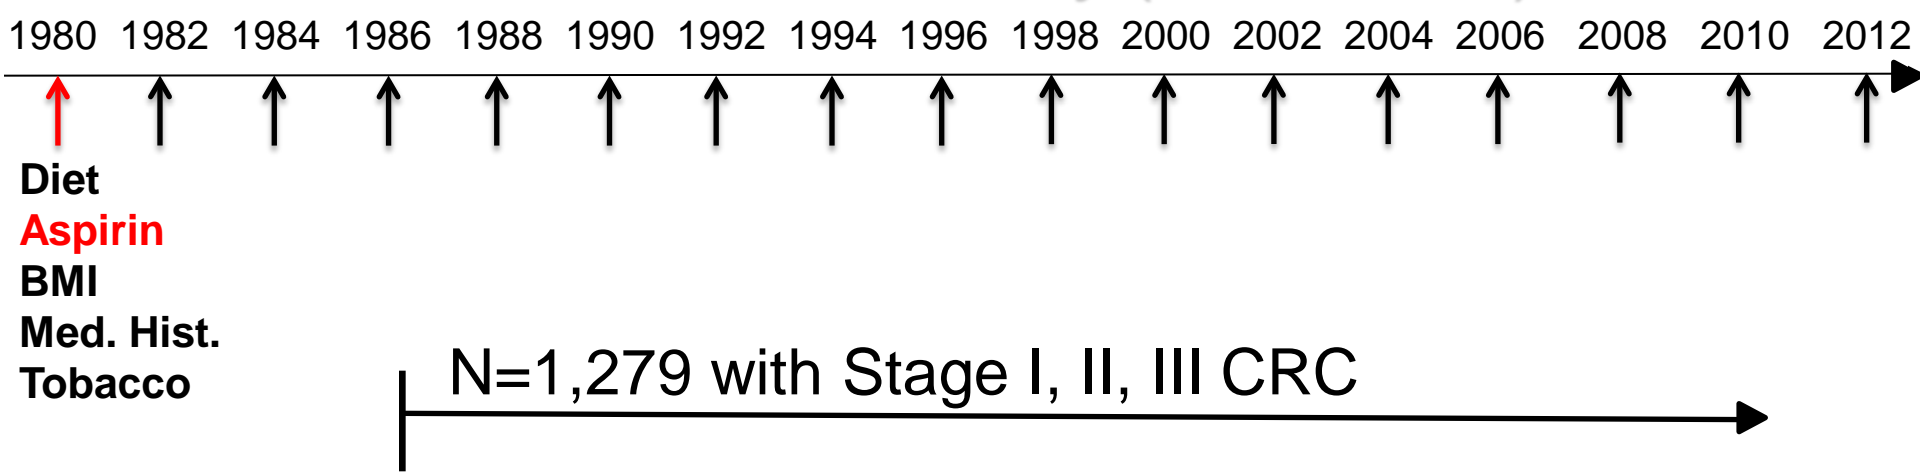 1980 1982 1984 1986 1988 1990 1992 1994 1996 1998 2000 2002 2004 2006 2008 2010 2012
Diet
Aspirin
BMI
Med. Hist.
Tobacco
N=1,279 with Stage I, II, III CRC